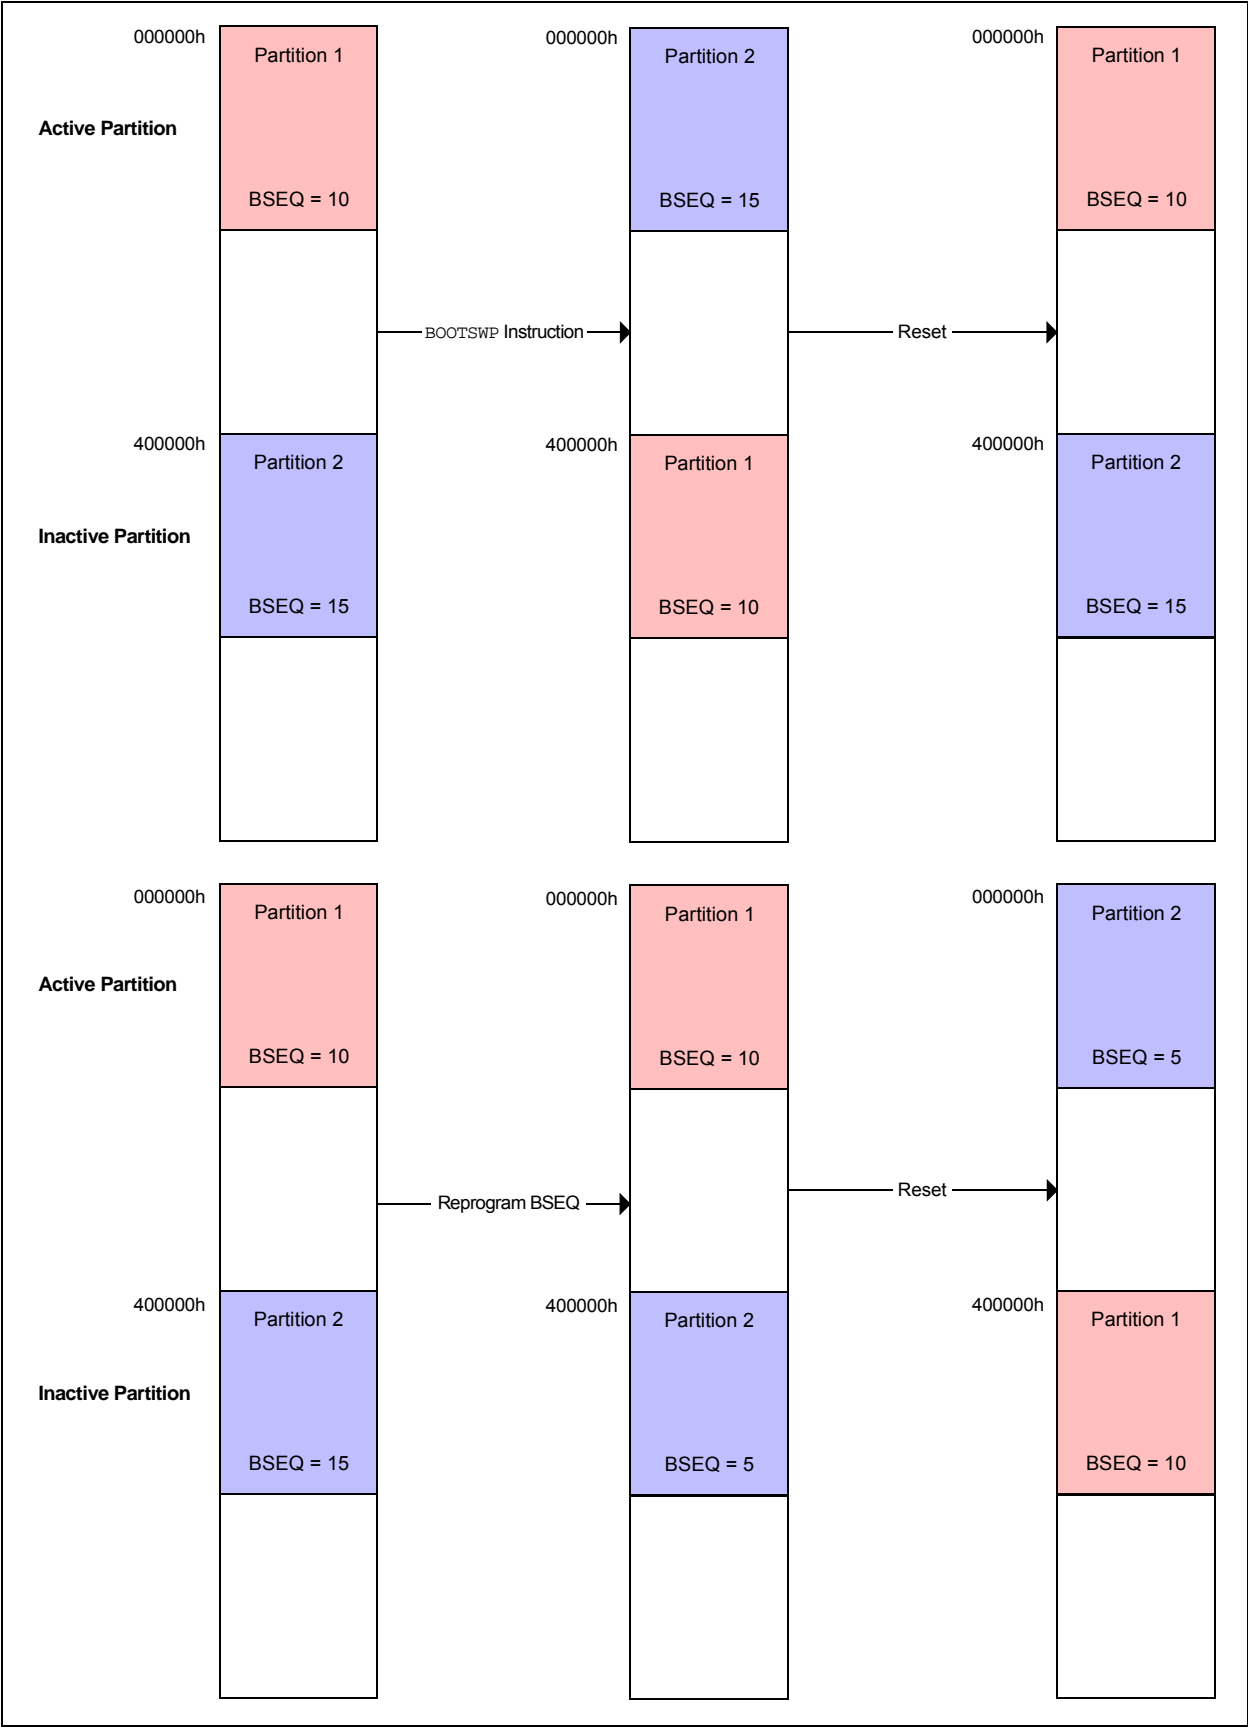 000000h
Partition 1
000000h
Partition 2
000000h
Partition 1
Active Partition
BSEQ = 10
BSEQ = 15
BSEQ = 10
BOOTSWP Instruction
Reset
400000h
Partition 2
400000h
Partition 1
400000h
Partition 2
Inactive Partition
BSEQ = 15
BSEQ = 10
BSEQ = 15
000000h
Partition 1
000000h
Partition 1
000000h
Partition 2
Active Partition
BSEQ = 10
BSEQ = 10
BSEQ = 5
Reprogram BSEQ
Reset
400000h
Partition 2
400000h
Partition 2
400000h
Partition 1
Inactive Partition
BSEQ = 15
BSEQ = 5
BSEQ = 10